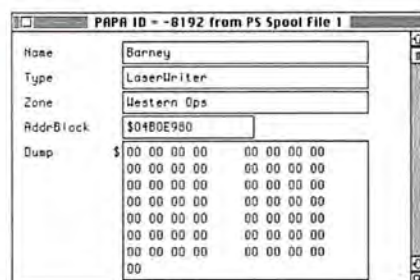 PAPA ID = -8192 from PS Spool File 1
Name Barney
Type LaserWriter
Zone Western Ops
AddrBlock $04B0E980
Dump $ 00 00 00 00 00 00 00 00
00 00 00 00 00 00 00 00
00 00 00 00 00 00 00 00
00 00 00 00 00 00 00 00
00 00 00 00 00 00 00 00
00 00 00 00 00 00 00 00
00 00 00 00 00 00 00 00
00